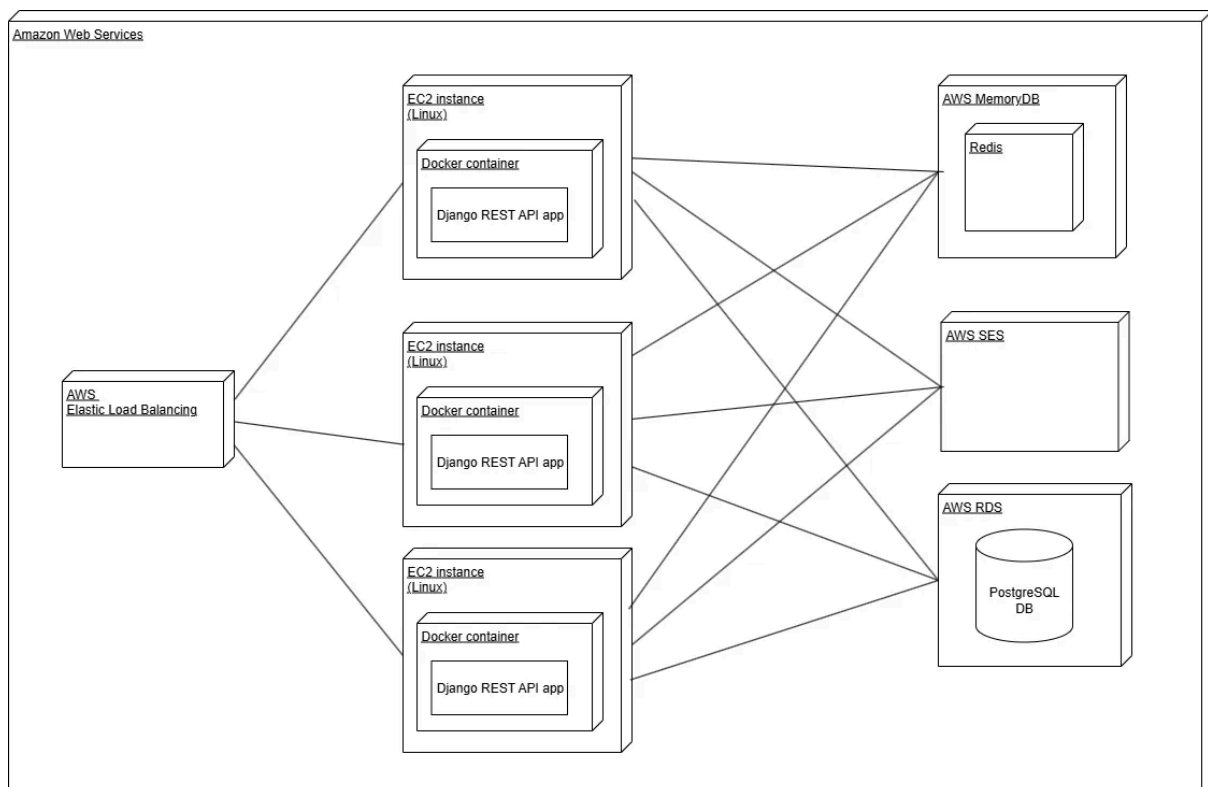 Amazon Web Services
AWS
Elastic Load Balancing
EC2 instance
(Linux)
Docker container
Django REST API app
EC2 instance
(Linux)
Docker container
Django REST API app
EC2 instance
(Linux)
Docker container
Django REST API app
AWS MemoryDB
Redis
AWS SES
AWS RDS
PostgreSQL
DB